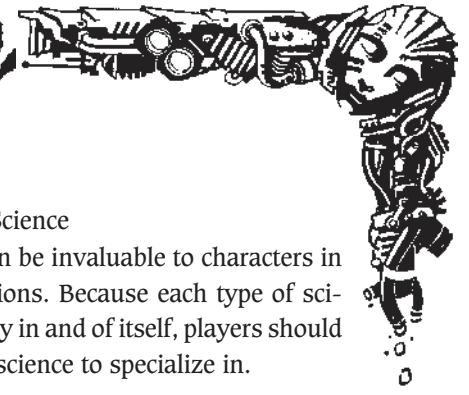 Science
n be invaluable to characters in
ions. Because each type of sci-
y in and of itself, players should
science to specialize in.